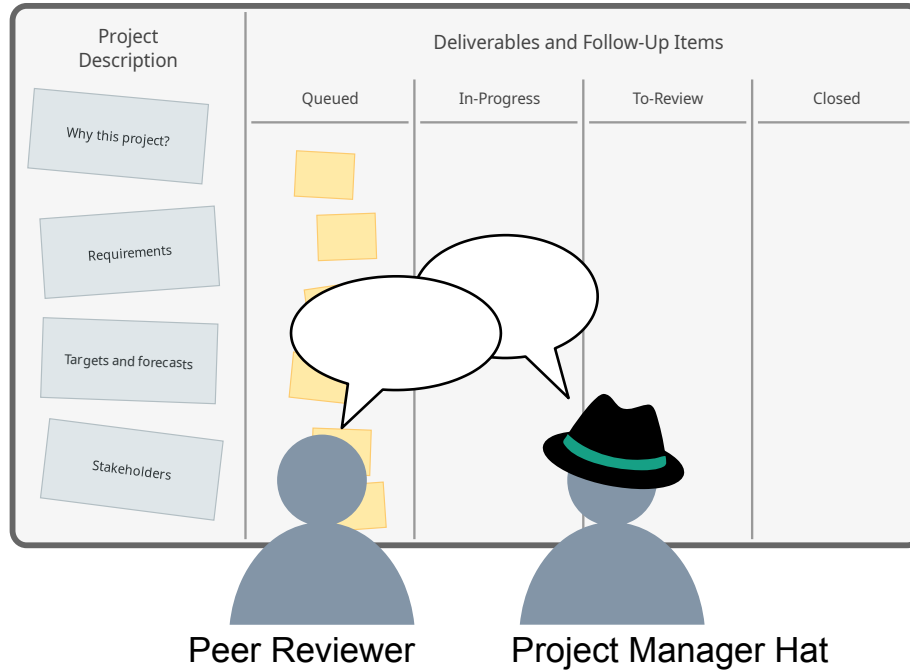 Project
Description
Deliverables and Follow-Up Items
Queued
In-Progress
To-Review
Closed
Why this project?
Requirements
Targets and forecasts
Stakeholders
Peer Reviewer
Project Manager Hat